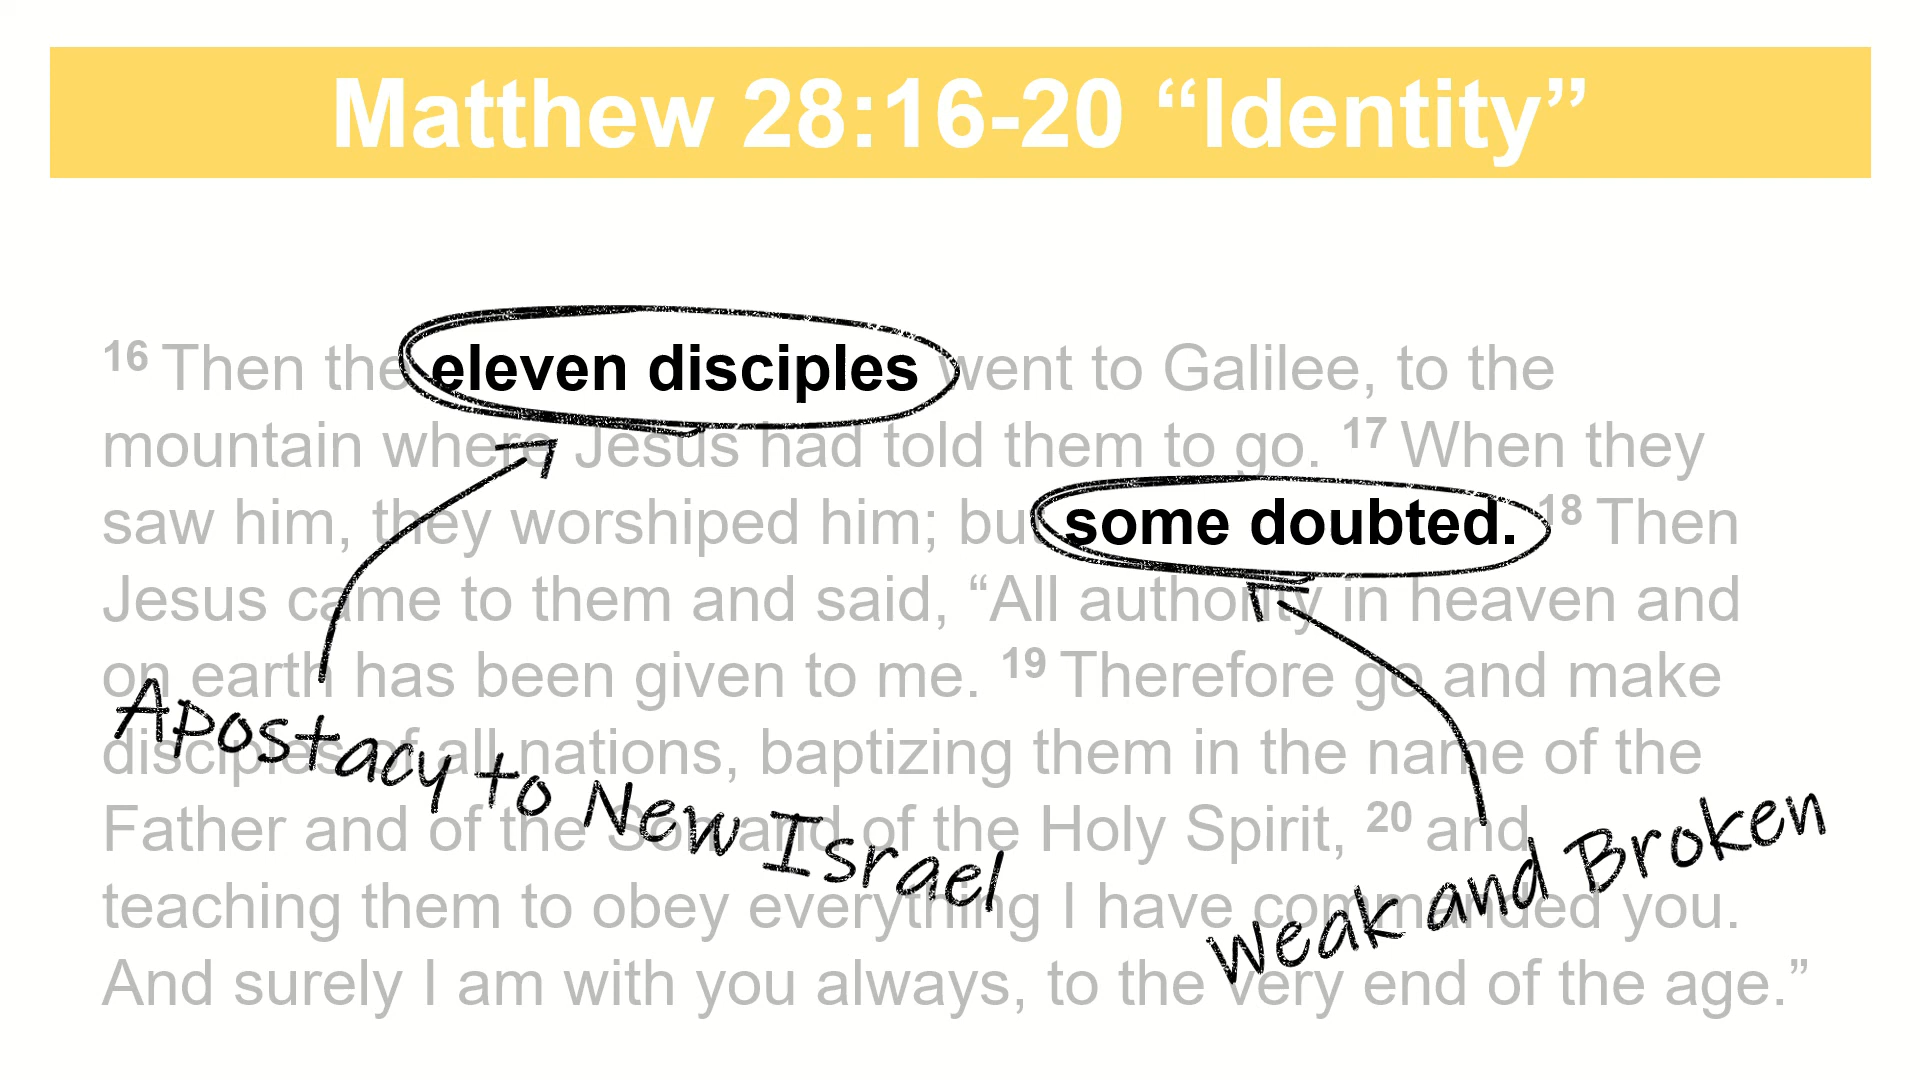 Matthew 28:16-20 “Identity”
16 Then the eleven disciples went to Galilee, to the
mountain where Jesus had told them to go. 17 When they
saw him, they worshiped him; but some doubted. 18 Then
Jesus came to them and said, “All authority in heaven and
on earth has been given to me. 19 Therefore go and make
disciples of all nations, baptizing them in the name of the
Father and of the Son and of the Holy Spirit, 20 and
teaching them to obey everything I have commanded you.
And surely I am with you always, to the very end of the age.”
Apostacy to New Israel
Weak and Broken